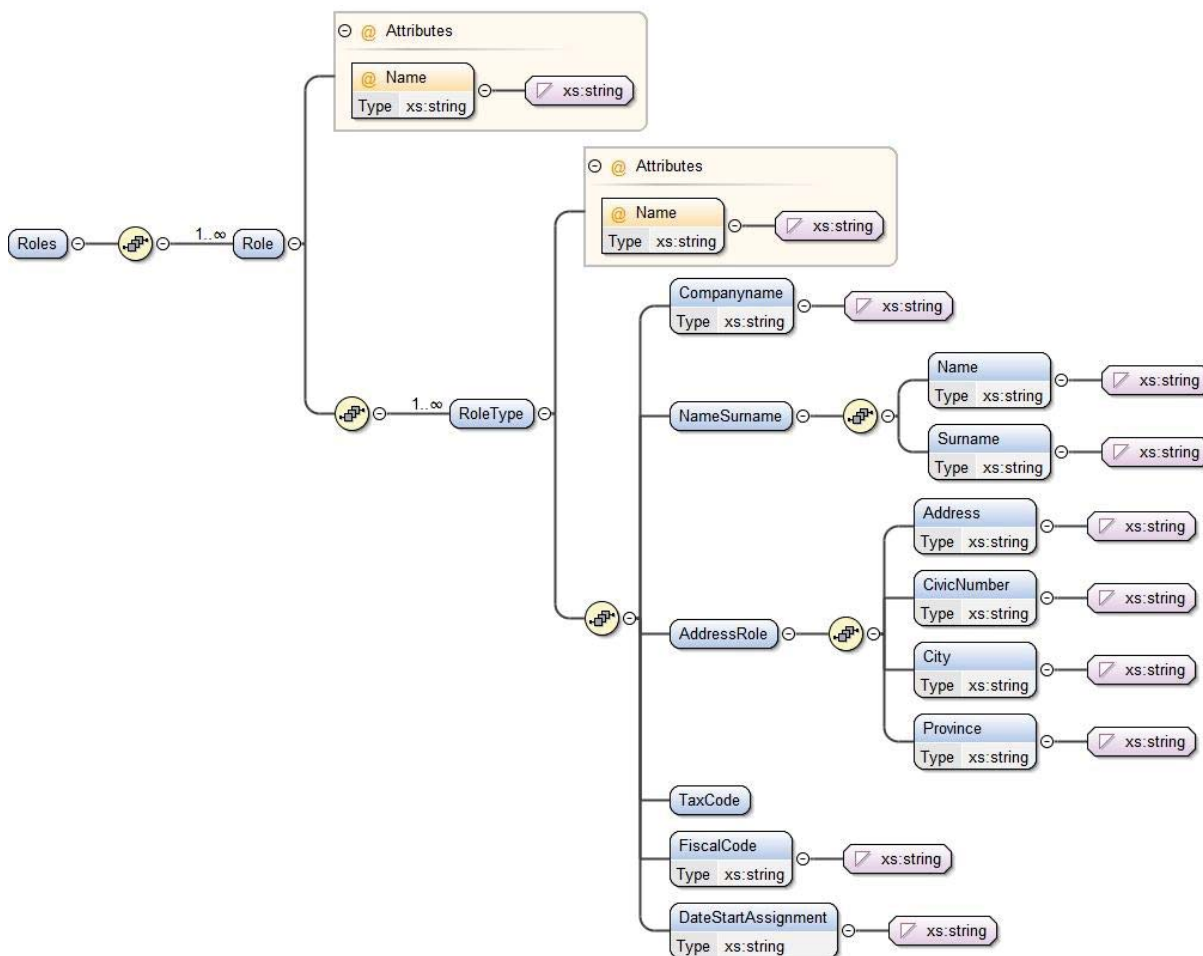 @ Attributes
@ Name
Type xs:string
xs:string
@ Attributes
@ Name
Type xs:string
xs:string
Roles
1..∞
Role
Companyname
Type xs:string
xs:string
Name
Type xs:string
xs:string
1..∞
RoleType
NameSurname
Surname
Type xs:string
xs:string
Address
Type xs:string
xs:string
CivicNumber
Type xs:string
xs:string
AddressRole
City
Type xs:string
xs:string
Province
Type xs:string
xs:string
TaxCode
FiscalCode
Type xs:string
xs:string
DateStartAssignment
Type xs:string
xs:string